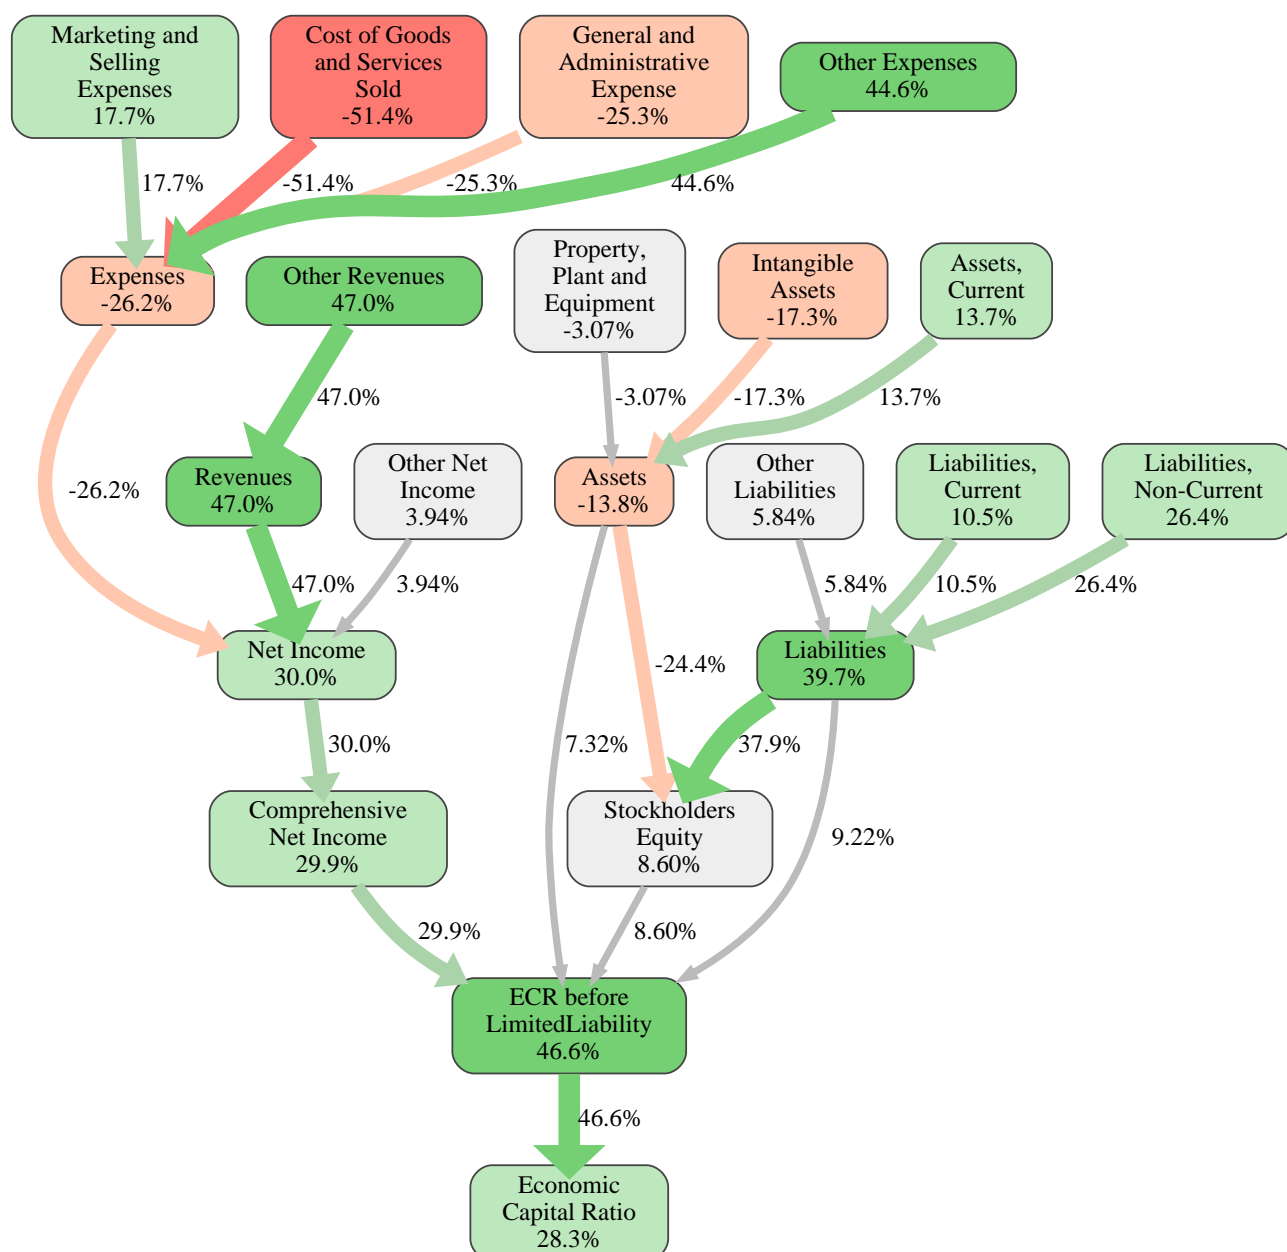 Marketing and
Selling
Expenses
17.7%
Cost of Goods
and Services
Sold
-51.4%
General and
Administrative
Expense
-25.3%
Other Expenses
44.6%
17.7%
-51.4%
-25.3%
44.6%
Expenses
-26.2%
Other Revenues
47.0%
Property,
Plant and
Equipment
-3.07%
Intangible
Assets
-17.3%
Assets,
Current
13.7%
47.0%
-3.07%
-17.3%
13.7%
-26.2%
Revenues
47.0%
Other Net
Income
3.94%
Assets
-13.8%
Other
Liabilities
5.84%
Liabilities,
Current
10.5%
Liabilities,
Non-Current
26.4%
47.0%
3.94%
5.84%
10.5%
26.4%
Net Income
30.0%
-24.4%
Liabilities
39.7%
30.0%
7.32%
37.9%
Comprehensive
Net Income
29.9%
Stockholders
Equity
8.60%
9.22%
29.9%
8.60%
ECR before
LimitedLiability
46.6%
46.6%
Economic
Capital Ratio
28.3%